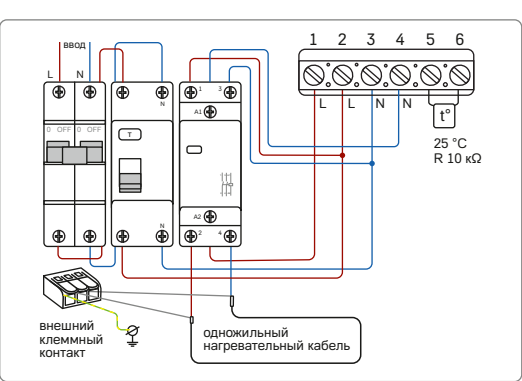 ввод
L N
1 2 3 4 5 6
L L N N
t°
25 °C
R 10 кΩ
0 OFF 0 OFF
N
T
1 3
A1
A2
N
2 4
внешний
клеммный
контакт
одножильный
нагревательный кабель